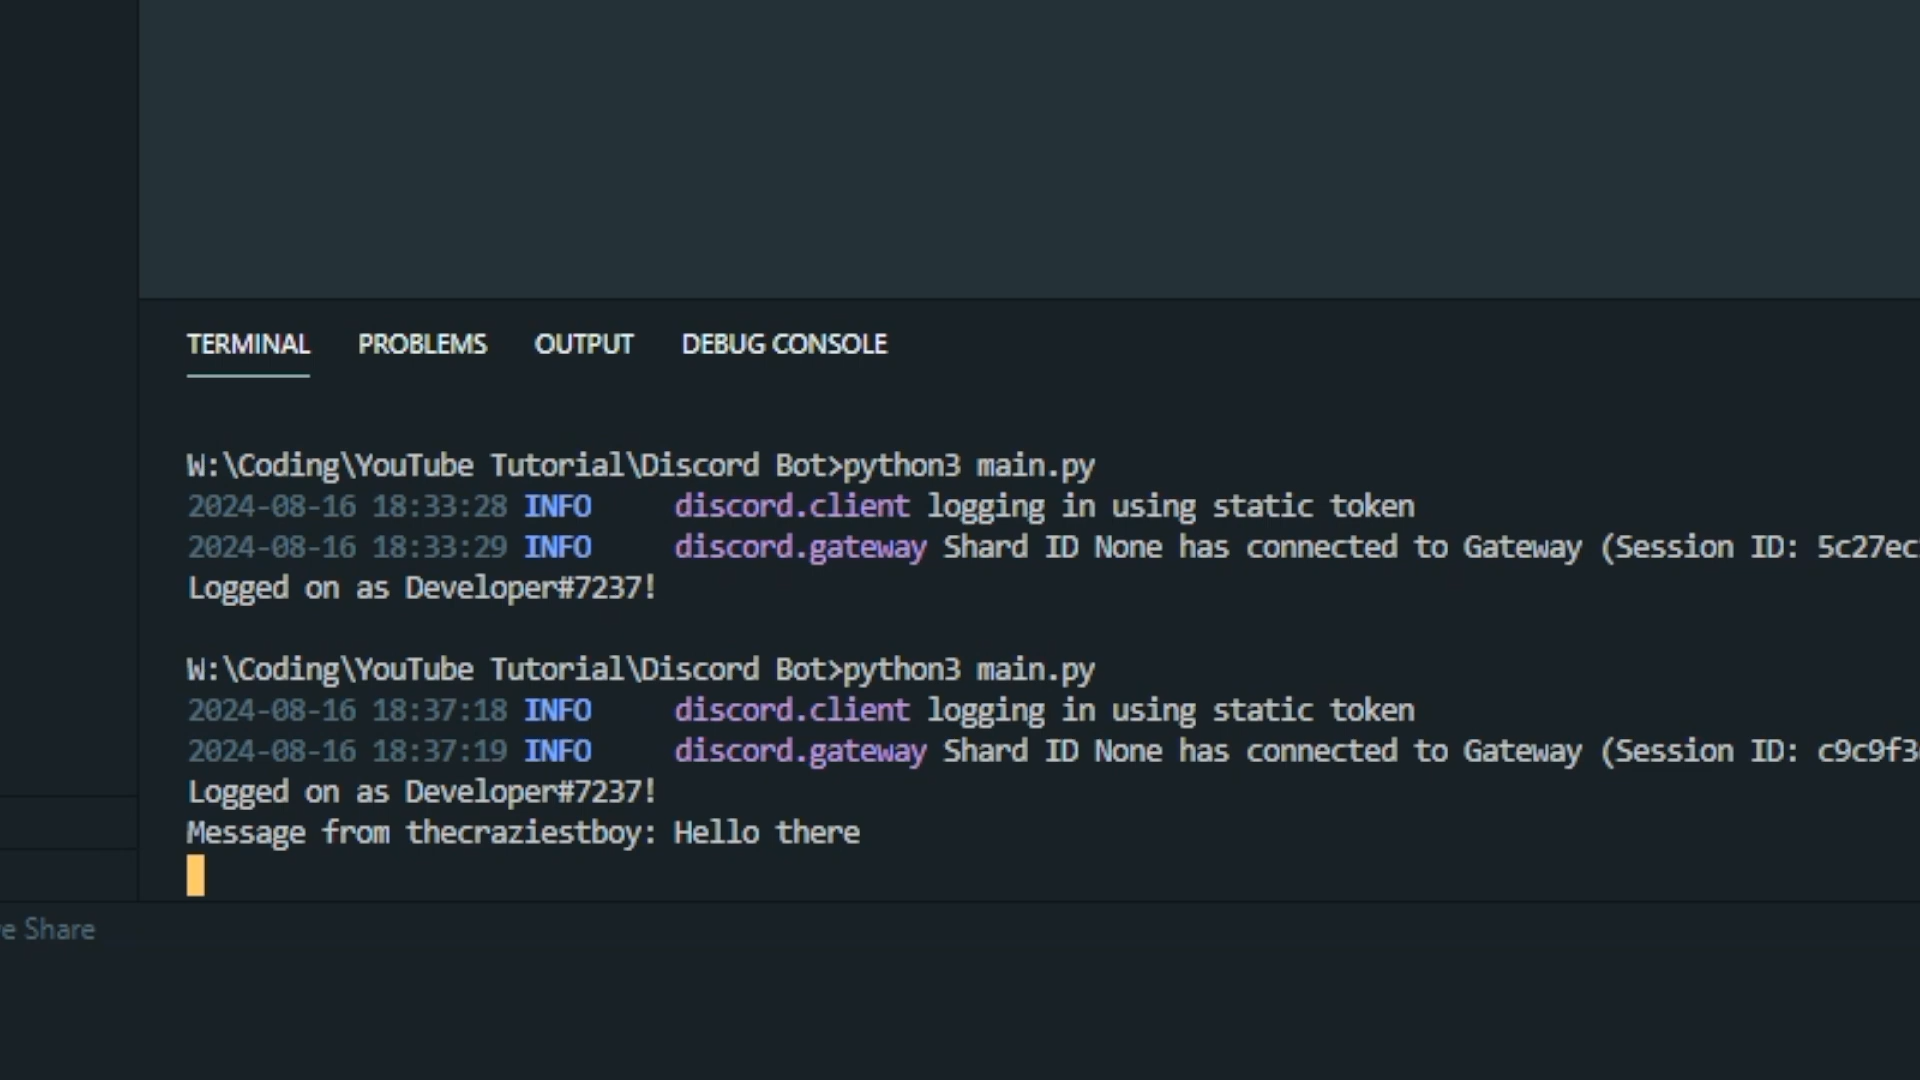 TERMINAL PROBLEMS OUTPUT DEBUG CONSOLE
W:\Coding\YouTube Tutorial\Discord Bot>python3 main.py
2024-08-16 18:33:28 INFO     discord.client logging in using static token
2024-08-16 18:33:29 INFO     discord.gateway Shard ID None has connected to Gateway (Session ID: 5c27ec
Logged on as Developer#7237!
W:\Coding\YouTube Tutorial\Discord Bot>python3 main.py
2024-08-16 18:37:18 INFO     discord.client logging in using static token
2024-08-16 18:37:19 INFO     discord.gateway Shard ID None has connected to Gateway (Session ID: c9c9f3
Logged on as Developer#7237!
Message from thecraziestboy: Hello there
e Share